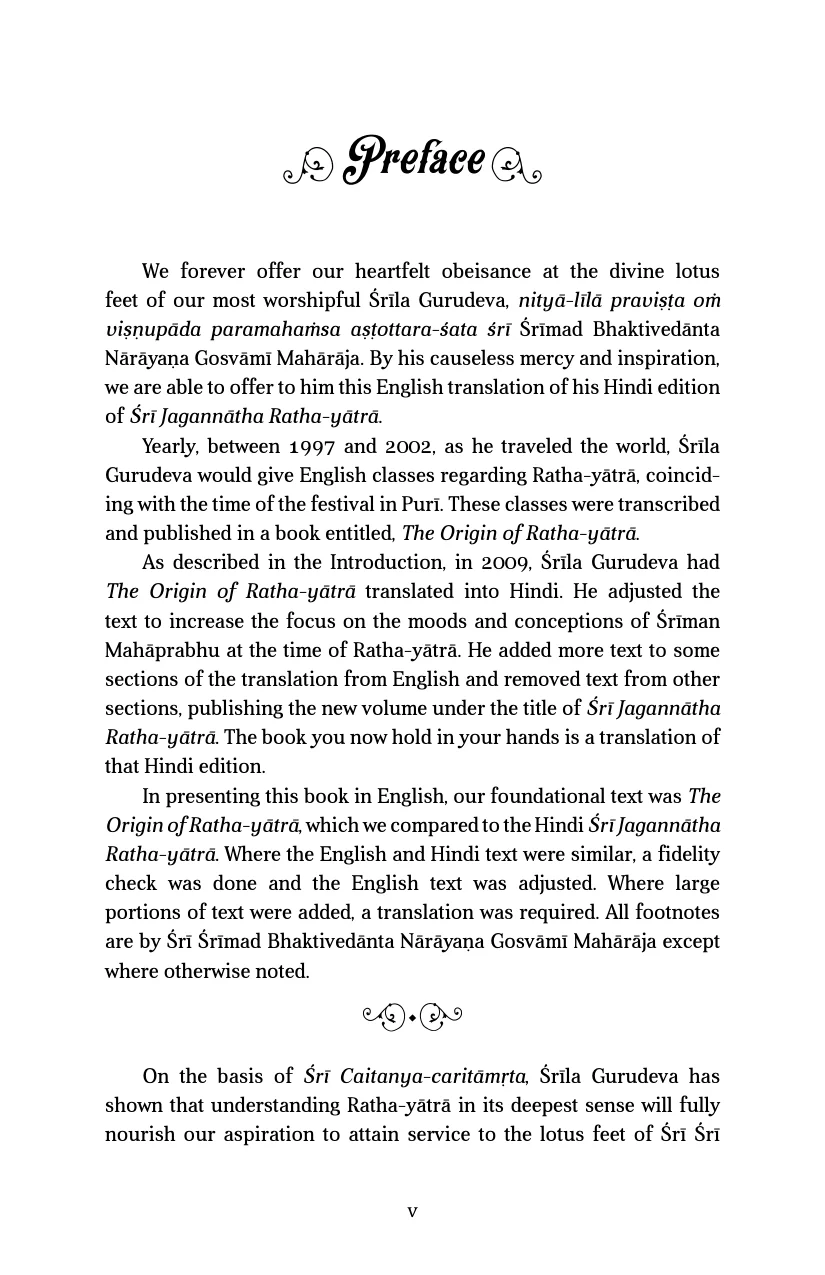 Preface
We forever offer our heartfelt obeisance at the divine lotus
feet of our most worshipful Śrīla Gurudeva, nityā-līlā praviṣṭa oṁ
viṣṇupāda paramahaṁsa aṣṭottara-śata śrī Śrīmad Bhaktivedānta
Nārāyaṇa Gosvāmī Mahārāja. By his causeless mercy and inspiration,
we are able to offer to him this English translation of his Hindi edition
of Śrī Jagannātha Ratha-yātrā.
Yearly, between 1997 and 2002, as he traveled the world, Śrīla
Gurudeva would give English classes regarding Ratha-yātrā, coincid-
ing with the time of the festival in Purī. These classes were transcribed
and published in a book entitled, The Origin of Ratha-yātrā.
As described in the Introduction, in 2009, Śrīla Gurudeva had
The Origin of Ratha-yātrā translated into Hindi. He adjusted the
text to increase the focus on the moods and conceptions of Śrīman
Mahāprabhu at the time of Ratha-yātrā. He added more text to some
sections of the translation from English and removed text from other
sections, publishing the new volume under the title of Śrī Jagannātha
Ratha-yātrā. The book you now hold in your hands is a translation of
that Hindi edition.
In presenting this book in English, our foundational text was The
Origin of Ratha-yātrā, which we compared to the Hindi Śrī Jagannātha
Ratha-yātrā. Where the English and Hindi text were similar, a fidelity
check was done and the English text was adjusted. Where large
portions of text were added, a translation was required. All footnotes
are by Śrī Śrīmad Bhaktivedānta Nārāyaṇa Gosvāmī Mahārāja except
where otherwise noted.
On the basis of Śrī Caitanya-caritāmṛta, Śrīla Gurudeva has
shown that understanding Ratha-yātrā in its deepest sense will fully
nourish our aspiration to attain service to the lotus feet of Śrī Śrī
v